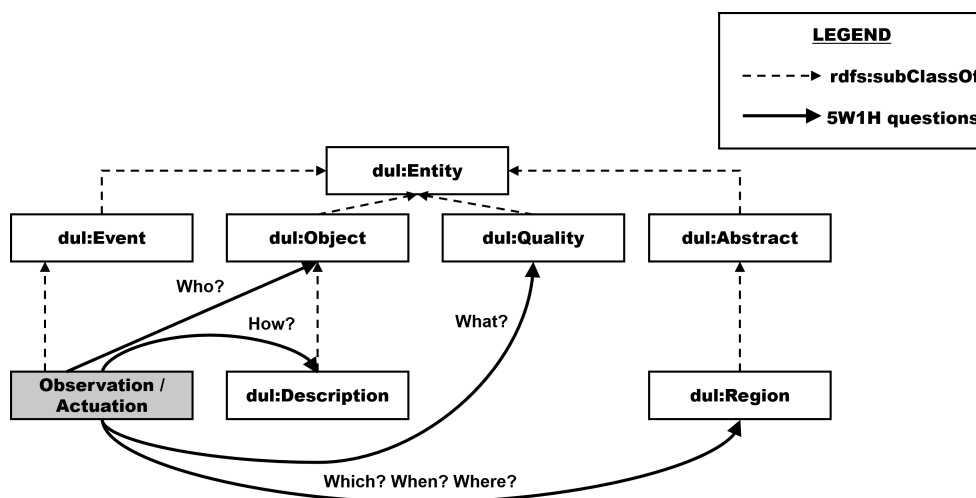 LEGEND
rdfs:subClassOf
5W1H questions
dul:Entity
dul:Event
dul:Object
dul:Quality
dul:Abstract
Who?
How?
What?
Observation /
Actuation
dul:Description
dul:Region
Which? When? Where?